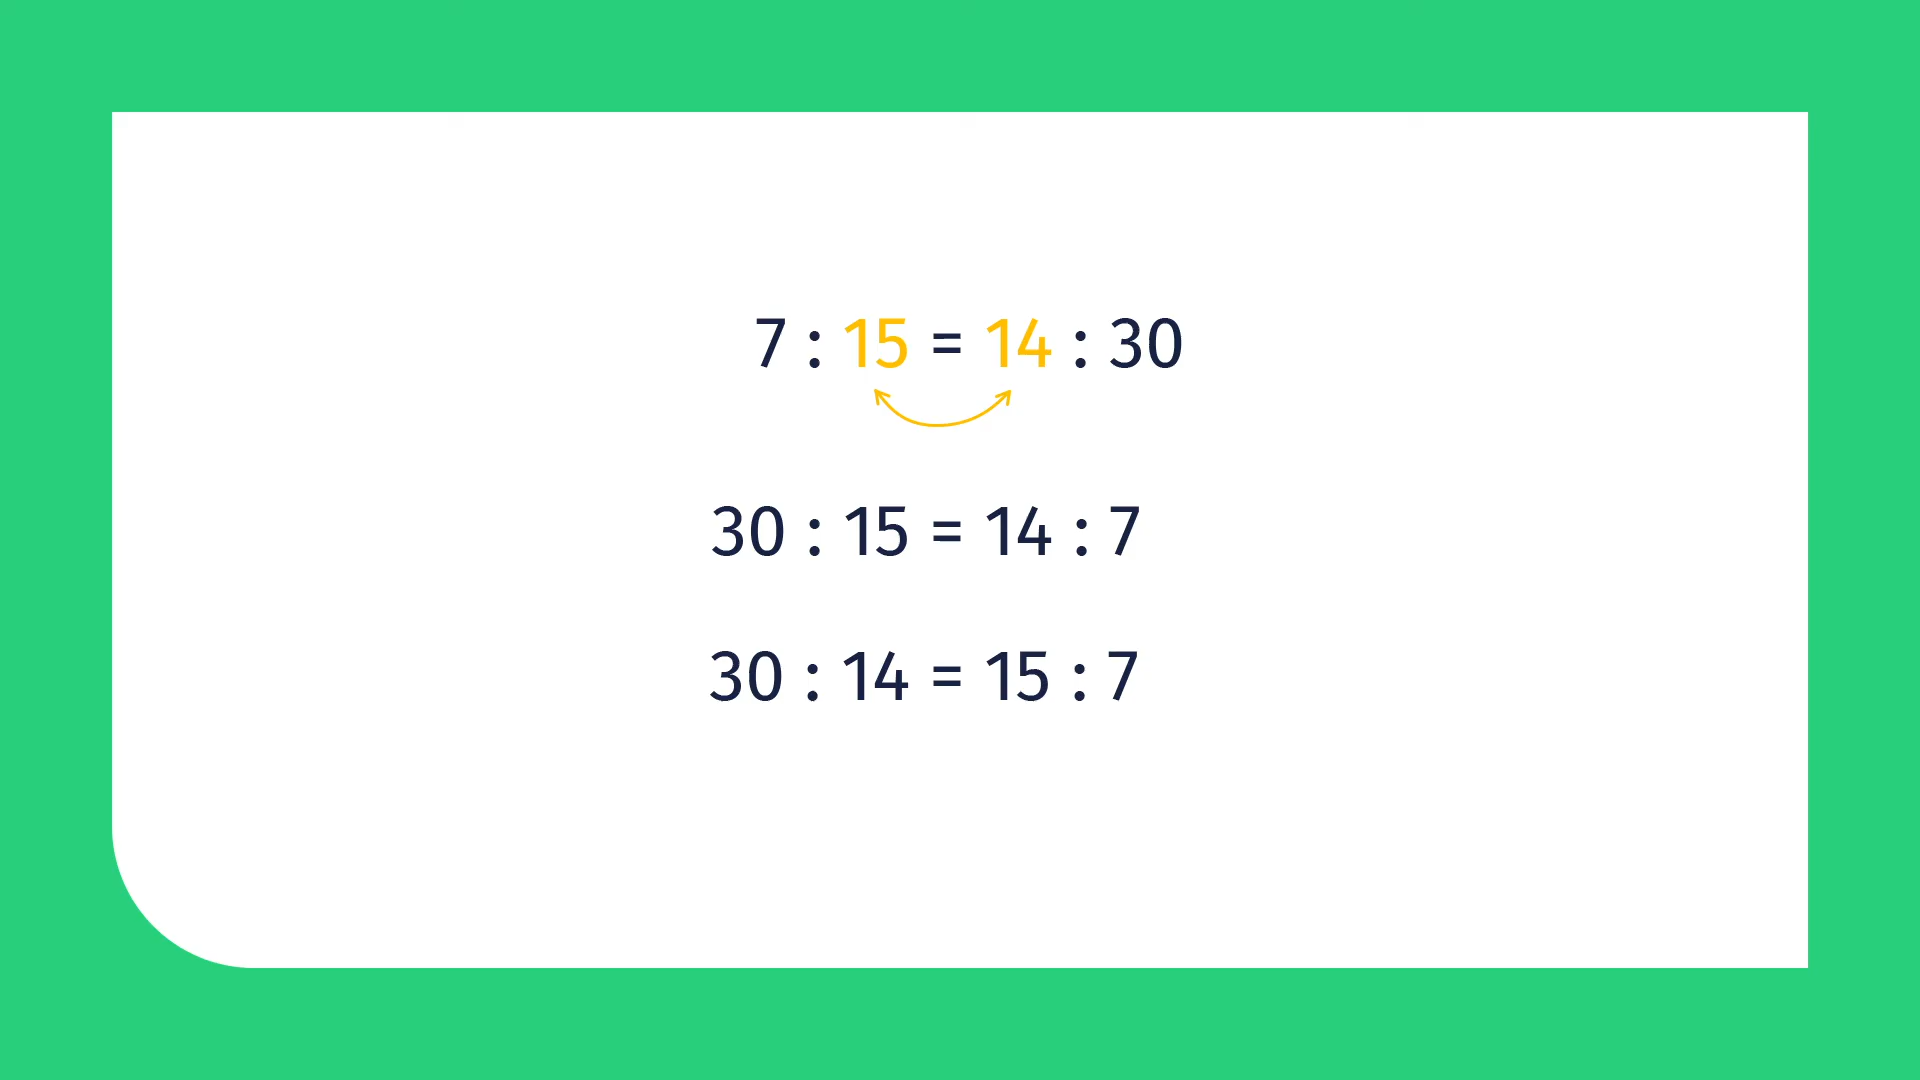 7 : 15 = 14 : 30
30 : 15 = 14 : 7
30 : 14 = 15 : 7